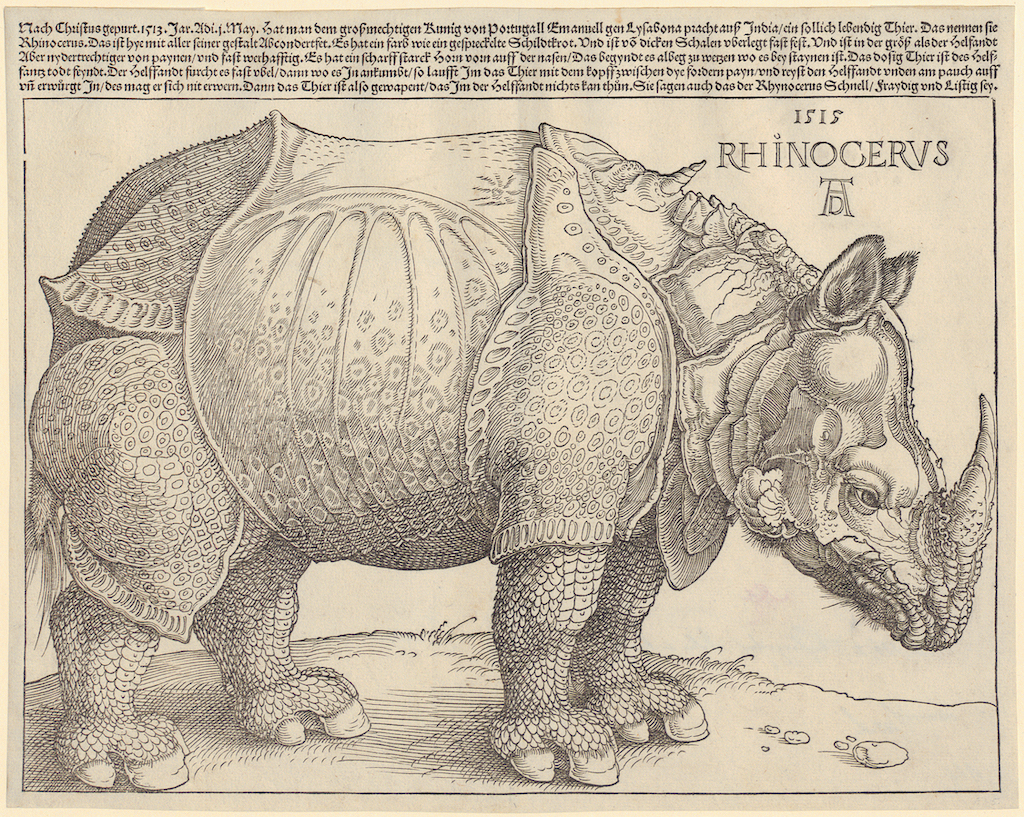 Nach Christus gepurt. 1513. Jar. Adi. j. May. Hat man dem großmechtigen Kunig von Portugall Emanuell gen Lysabona pracht auß India/ ein sollich lebendig Thier. Das nennen sie
Rhinocerus. Das ist hye mit aller seiner gestalt Abcondertfet. Es hat ein farb wie ein gespreckelte Schildtkrot. Vnd ist vō dicken Schalen vberlegt fast fest. Vnd ist in der größ als der Helfandt
Aber nydertrechtiger von paynen/ vnd fast werhafftig. Es hat ein scharff starck Horn vorn auff der nasen/ Das begyndt es albeg zu wetzen wo es bey staynen ist. Das dosig Thier ist des Helf-
fantz todt feyndt. Der Helffandt furcht es fast vbel/ dann wo es Jn ankumbt/ so laufft Jm das Thier mit dem kopff zwischen dye fordern payn/ vnd reyst den Helffandt vnden am pauch auff
vn̄ erwürgt Jn/ des mag er sich nit erwern. Dann das Thier ist also gewapent/ das Jm der Helffandt nichts kan thůn. Sie sagen auch das der Rhynocerus Schnell/ Fraydig vnd Listig sey.
1515
RHINOCERVS
AD